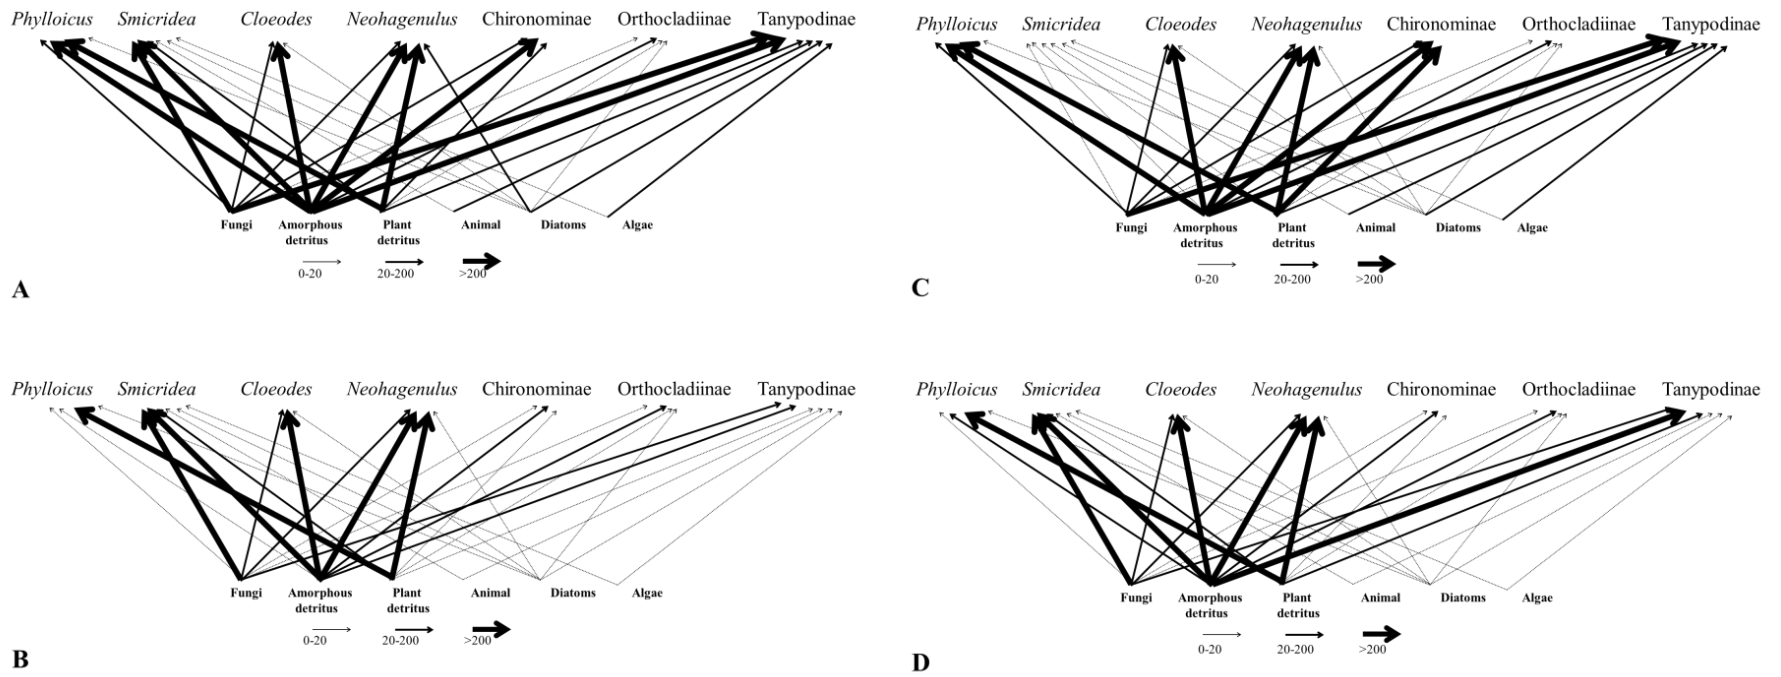 Phylloicus Smicridea Cloeodes Neohagenulus Chironominae Orthocladiinae Tanypodinae
Fungi Amorphous detritus Plant detritus Animal Diatoms Algae
0-20 20-200 >200
A
Phylloicus Smicridea Cloeodes Neohagenulus Chironominae Orthocladiinae Tanypodinae
Fungi Amorphous detritus Plant detritus Animal Diatoms Algae
0-20 20-200 >200
C
Phylloicus Smicridea Cloeodes Neohagenulus Chironominae Orthocladiinae Tanypodinae
Fungi Amorphous detritus Plant detritus Animal Diatoms Algae
0-20 20-200 >200
B
Phylloicus Smicridea Cloeodes Neohagenulus Chironominae Orthocladiinae Tanypodinae
Fungi Amorphous detritus Plant detritus Animal Diatoms Algae
0-20 20-200 >200
D